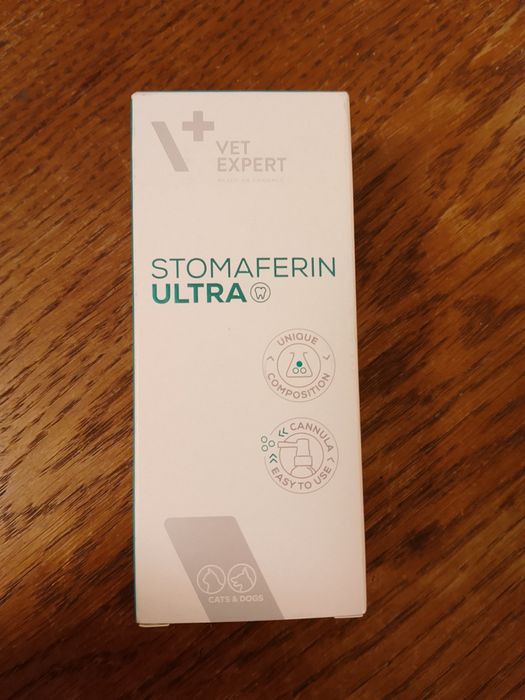 VET
EXPERT
STOMAFERIN
ULTRA
UNIQUE
COMPOSITION
CANNULA
EASY TO USE
CATS & DOGS